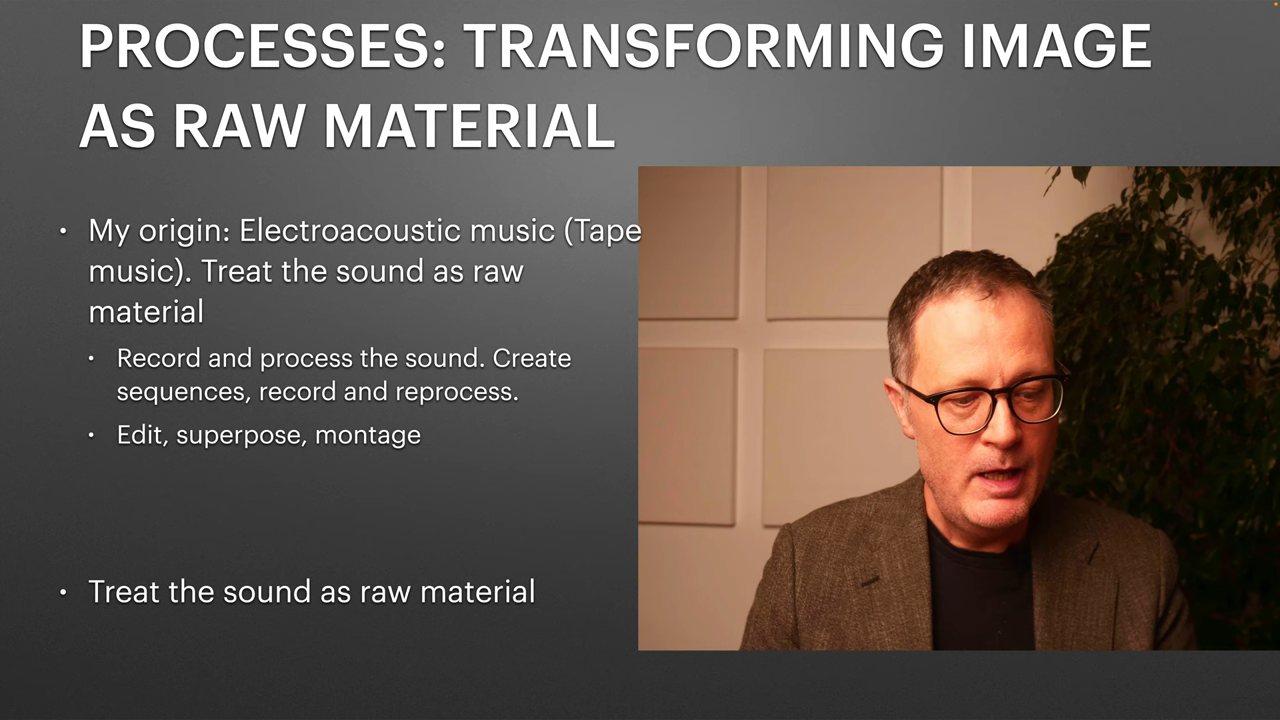 PROCESSES: TRANSFORMING IMAGE
AS RAW MATERIAL
• My origin: Electroacoustic music (Tape
music). Treat the sound as raw
material
• Record and process the sound. Create
sequences, record and reprocess.
• Edit, superpose, montage
• Treat the sound as raw material